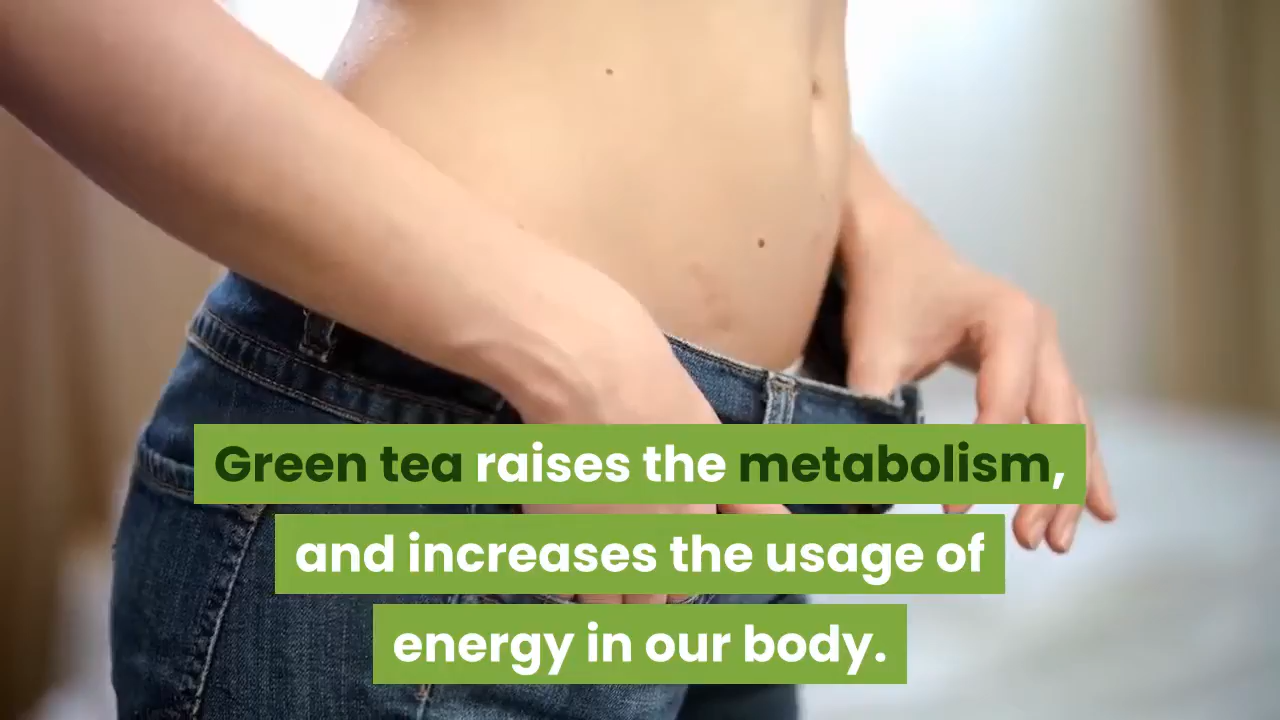 Green tea raises the metabolism,
and increases the usage of
energy in our body.